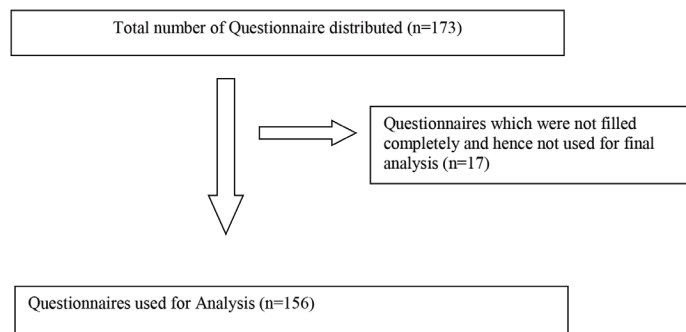 Total number of Questionnaire distributed (n=173)
Questionnaires which were not filled
completely and hence not used for final
analysis (n=17)
Questionnaires used for Analysis (n=156)